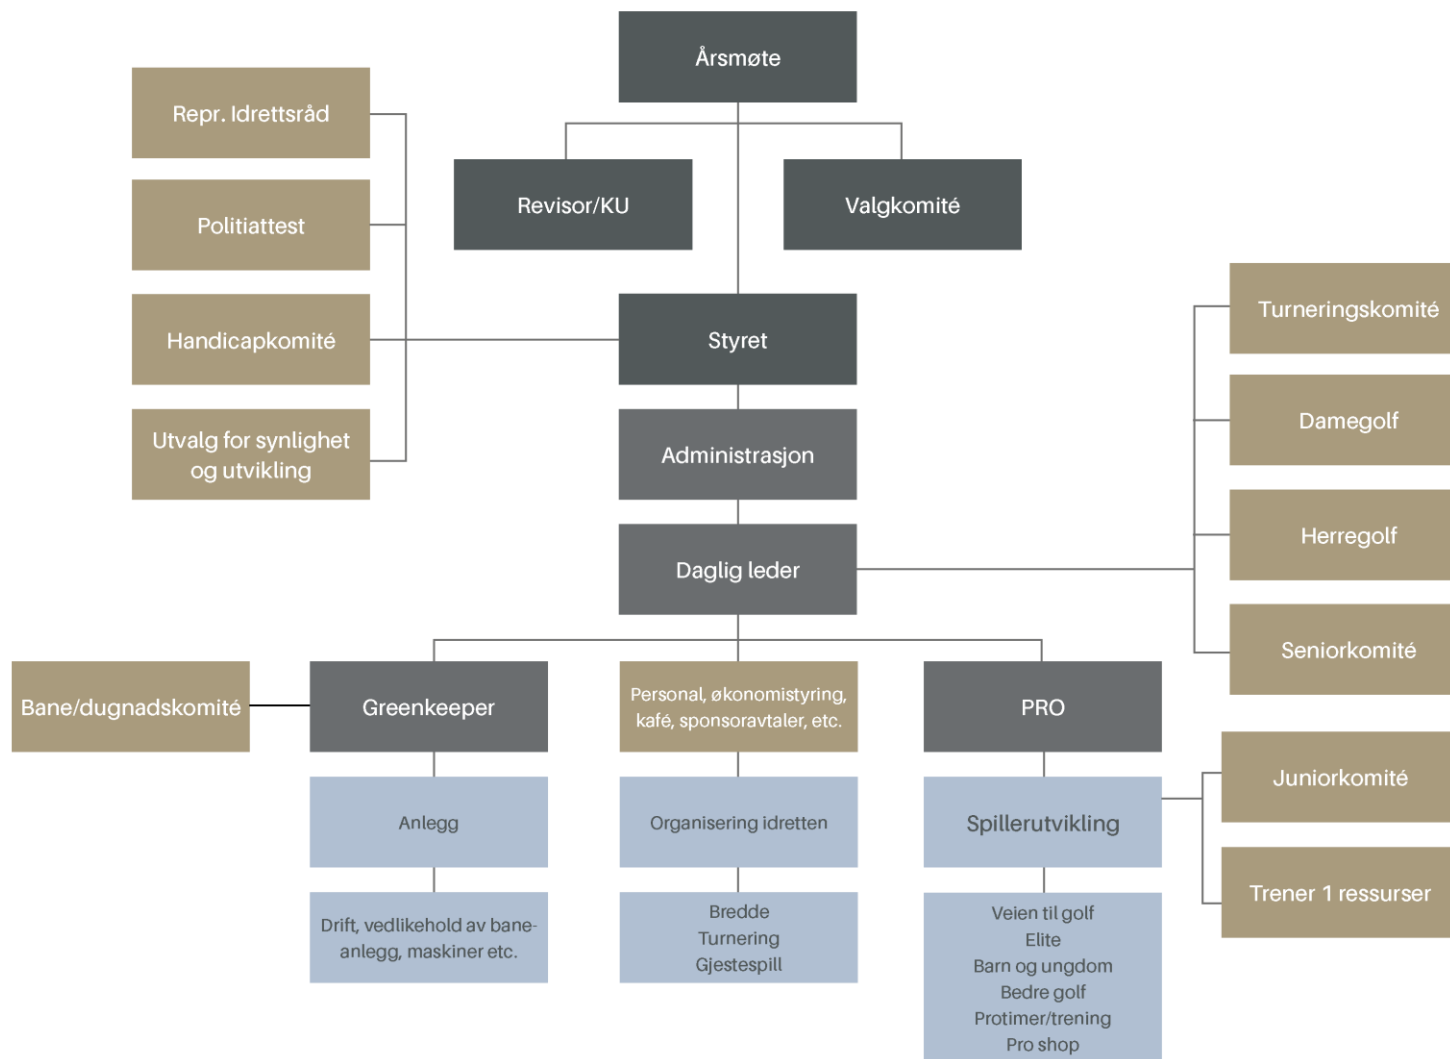 Årsmøte
Repr. Idrettsråd
Revisor/KU
Valgkomité
Politiattest
Handicapkomité
Styret
Turneringskomité
Utvalg for synlighet
og utvikling
Administrasjon
Damegolf
Daglig leder
Herregolf
Seniorkomité
Bane/dugnadskomité
Greenkeeper
Personal, økonomistyring,
kafé, sponsoravtaler, etc.
PRO
Juniorkomité
Anlegg
Organisering idretten
Spillerutvikling
Trener 1 ressurser
Drift, vedlikehold av bane-
anlegg, maskiner etc.
Bredde
Turnering
Gjestespill
Veien til golf
Elite
Barn og ungdom
Bedre golf
Protimer/trening
Pro shop